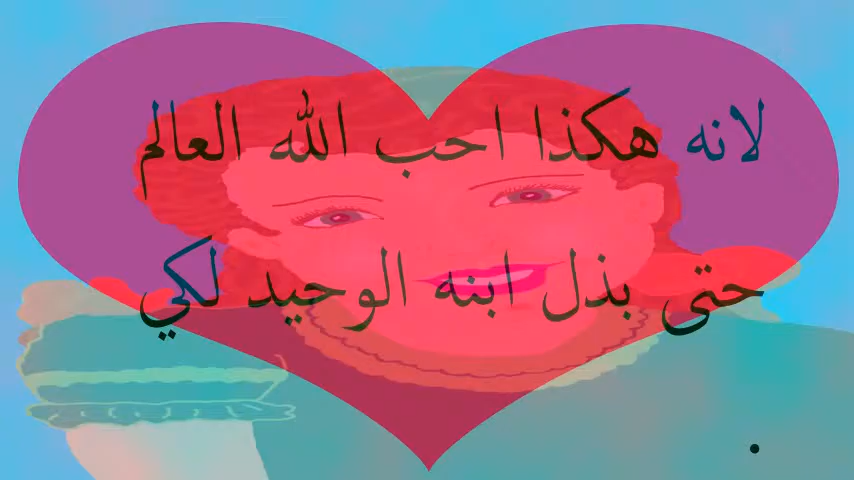 لانه هكذا احب الله العالم
حتى بذل ابنه الوحيد لكي
.